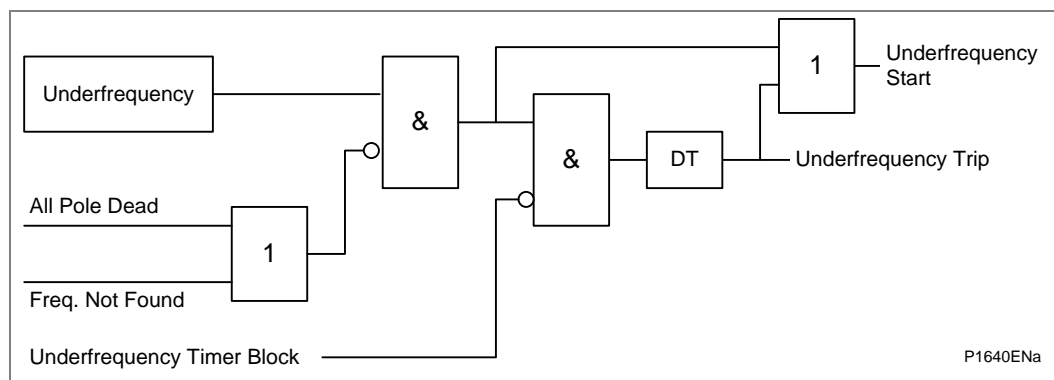 Underfrequency
&
&
1
Underfrequency
Start
DT
Underfrequency Trip
All Pole Dead
1
Freq. Not Found
Underfrequency Timer Block
P1640ENa